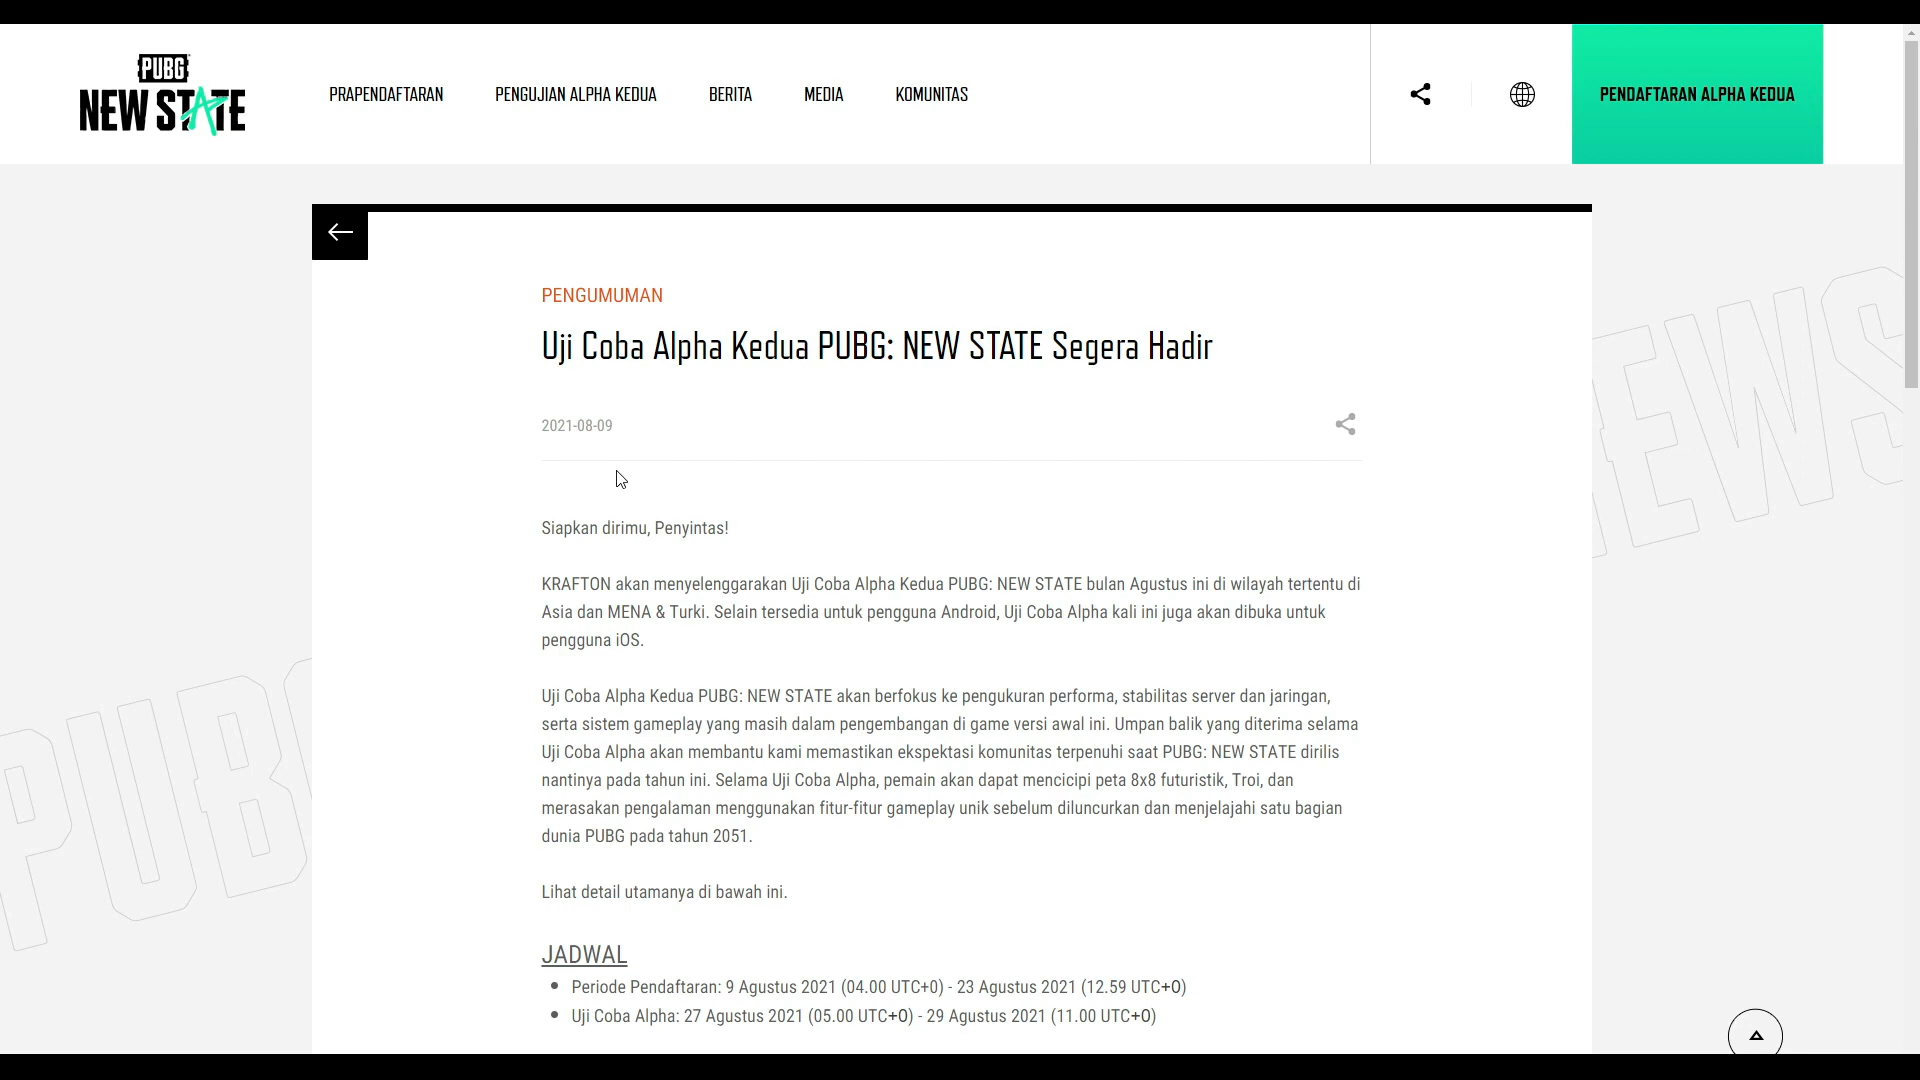 PUBG
NEW STATE
PRAPENDAFTARAN
PENGUJIAN ALPHA KEDUA
BERITA
MEDIA
KOMUNITAS
PENDAFTARAN ALPHA KEDUA
PENGUMUMAN
Uji Coba Alpha Kedua PUBG: NEW STATE Segera Hadir
2021-08-09
Siapkan dirimu, Penyintas!
KRAFTON akan menyelenggarakan Uji Coba Alpha Kedua PUBG: NEW STATE bulan Agustus ini di wilayah tertentu di
Asia dan MENA & Turki. Selain tersedia untuk pengguna Android, Uji Coba Alpha kali ini juga akan dibuka untuk
pengguna iOS.
Uji Coba Alpha Kedua PUBG: NEW STATE akan berfokus ke pengukuran performa, stabilitas server dan jaringan,
serta sistem gameplay yang masih dalam pengembangan di game versi awal ini. Umpan balik yang diterima selama
Uji Coba Alpha akan membantu kami memastikan ekspektasi komunitas terpenuhi saat PUBG: NEW STATE dirilis
nantinya pada tahun ini. Selama Uji Coba Alpha, pemain akan dapat mencicipi peta 8x8 futuristik, Troi, dan
merasakan pengalaman menggunakan fitur-fitur gameplay unik sebelum diluncurkan dan menjelajahi satu bagian
dunia PUBG pada tahun 2051.
Lihat detail utamanya di bawah ini.
JADWAL
Periode Pendaftaran: 9 Agustus 2021 (04.00 UTC+0) - 23 Agustus 2021 (12.59 UTC+0)
Uji Coba Alpha: 27 Agustus 2021 (05.00 UTC+0) - 29 Agustus 2021 (11.00 UTC+0)
PUBG
NEWS